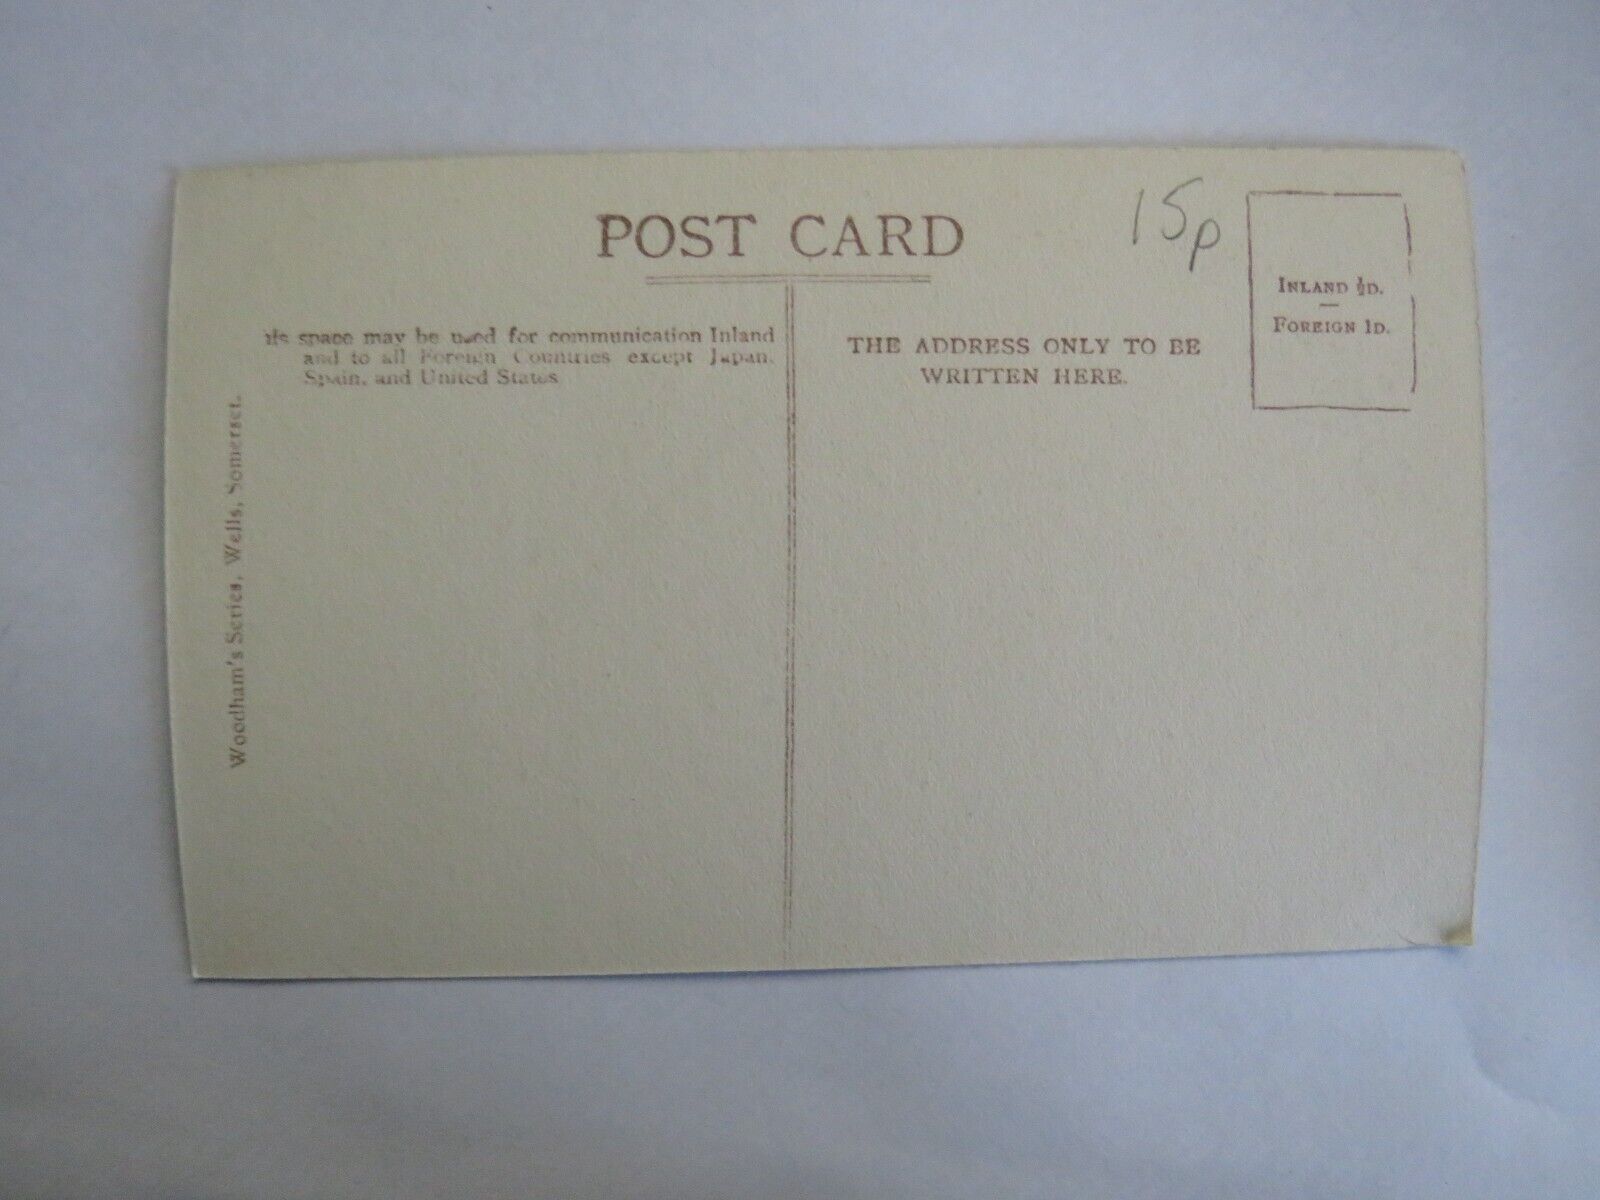 POST CARD
15p
INLAND ½D.
FOREIGN 1D.
is space may be used for communication Inland
and to all Foreign Countries except Japan,
Spain, and United States
THE ADDRESS ONLY TO BE
WRITTEN HERE.
Woodham's Series, Wells, Somerset.